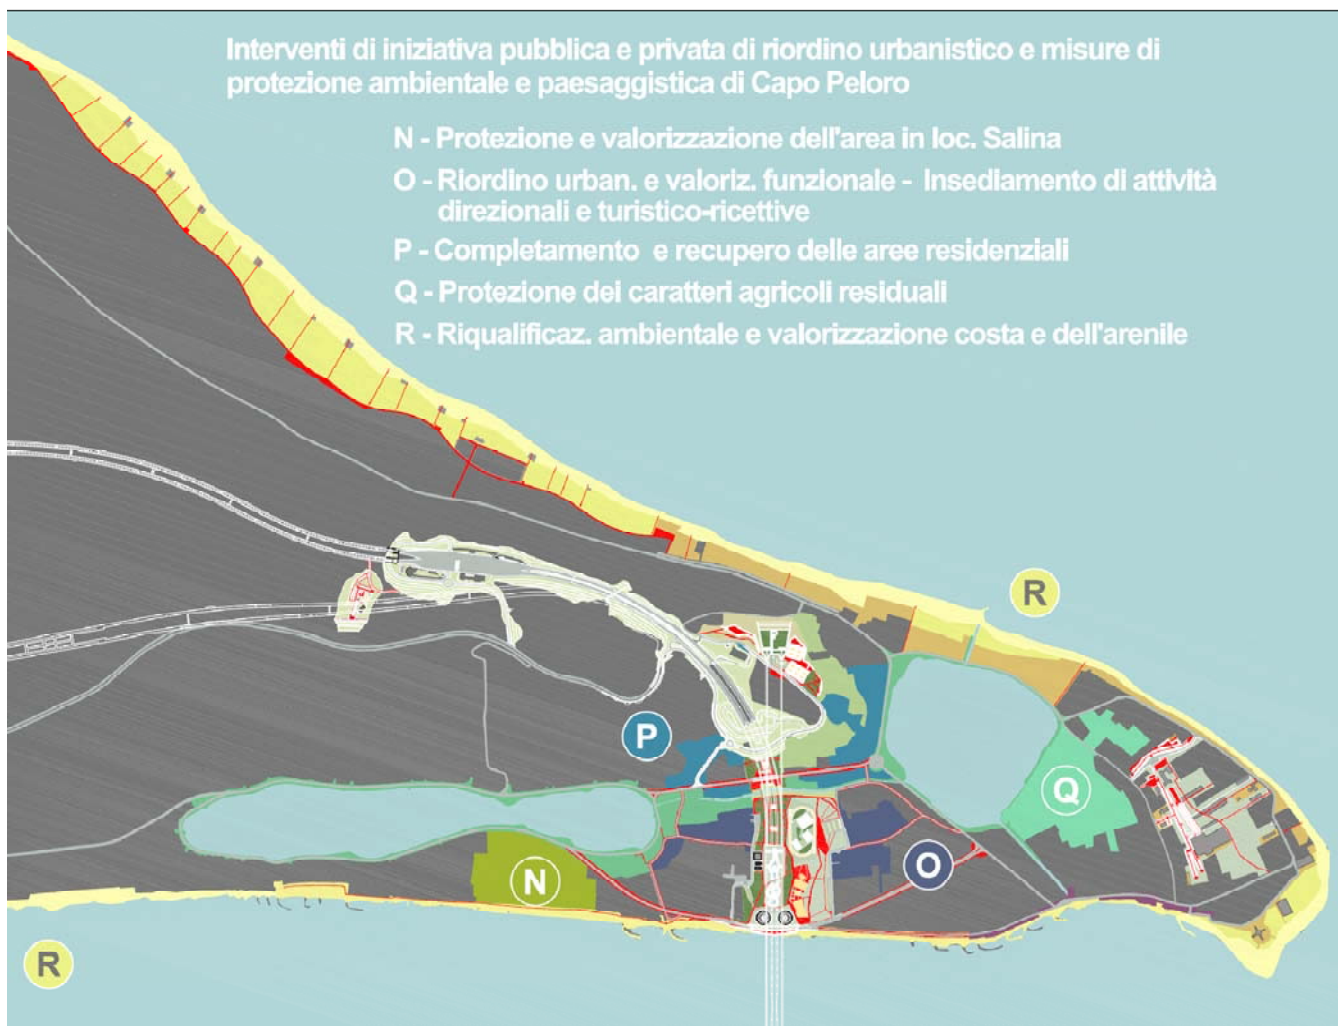 Interventi di iniziativa pubblica e privata di riordino urbanistico e misure di
protezione ambientale e paesaggistica di Capo Peloro
N - Protezione e valorizzazione dell'area in loc. Salina
O - Riordino urban. e valoriz. funzionale - Insediamento di attività
direzionali e turistico-ricettive
P - Completamento e recupero delle aree residenziali
Q - Protezione dei caratteri agricoli residuali
R - Riqualificaz. ambientale e valorizzazione costa e dell'arenile
R
P
Q
O
N
R